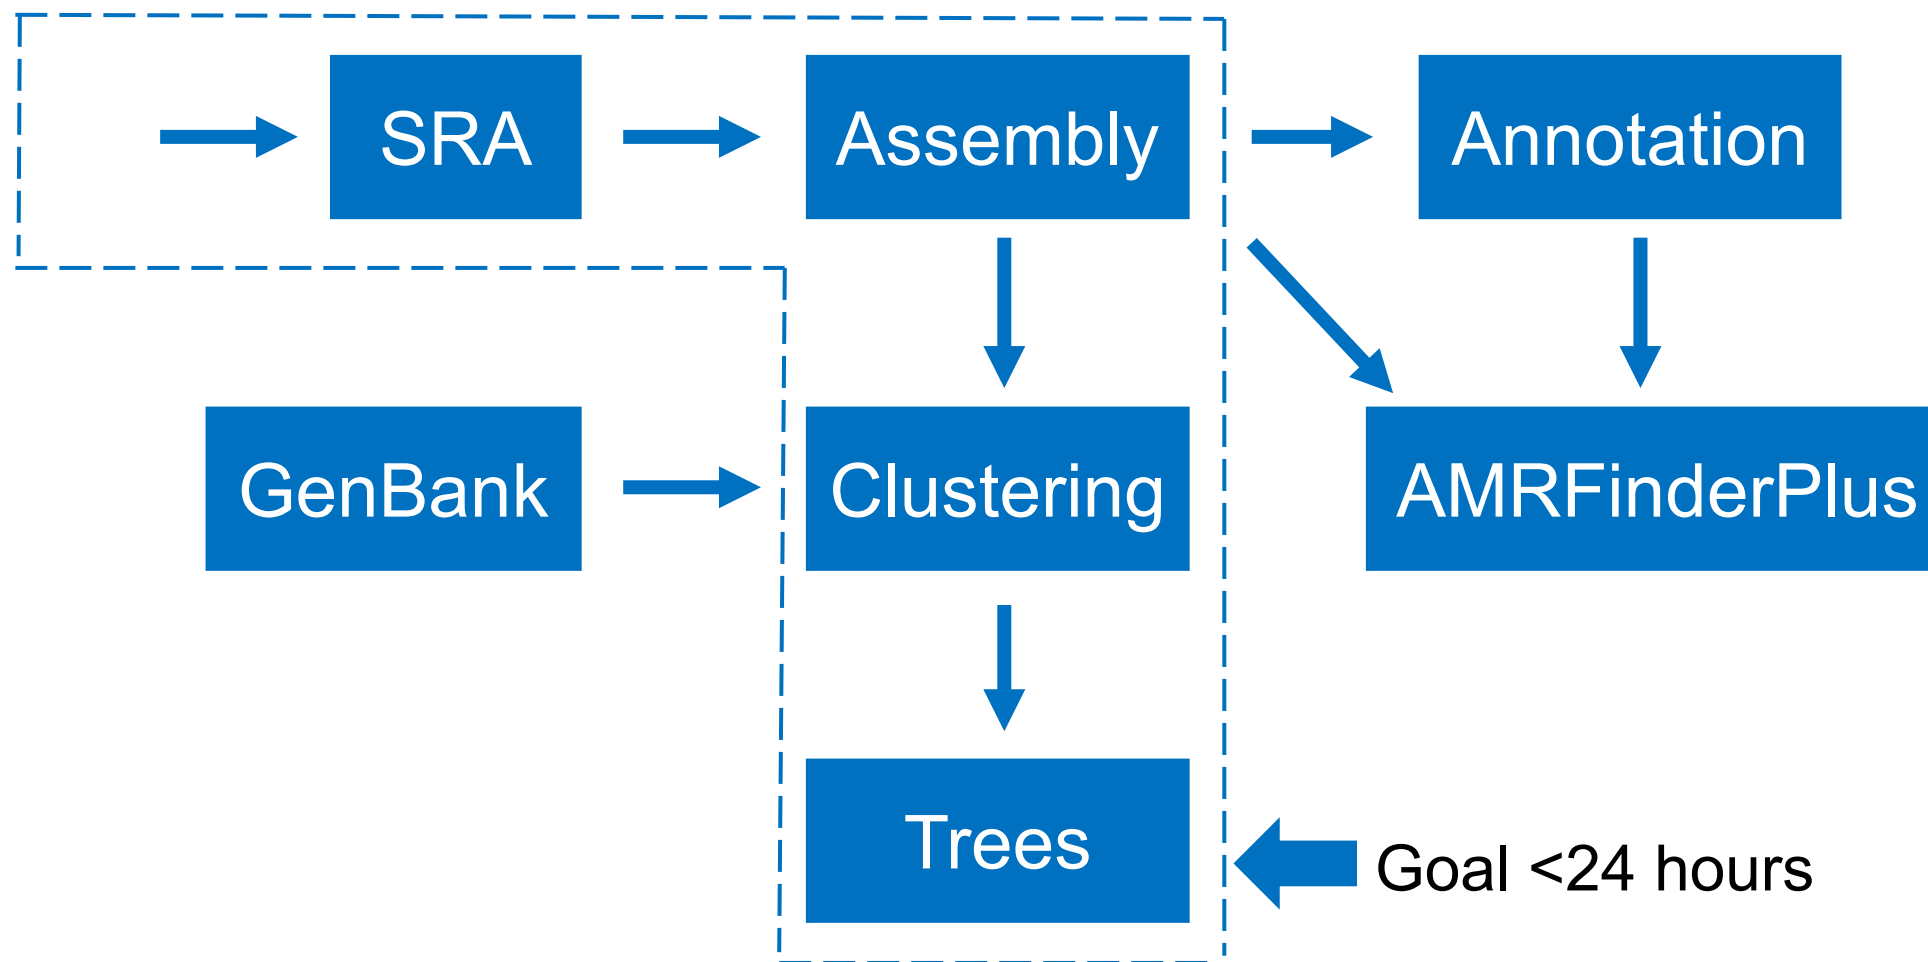 SRA
Assembly
Annotation
GenBank
Clustering
AMRFinderPlus
Trees
Goal <24 hours